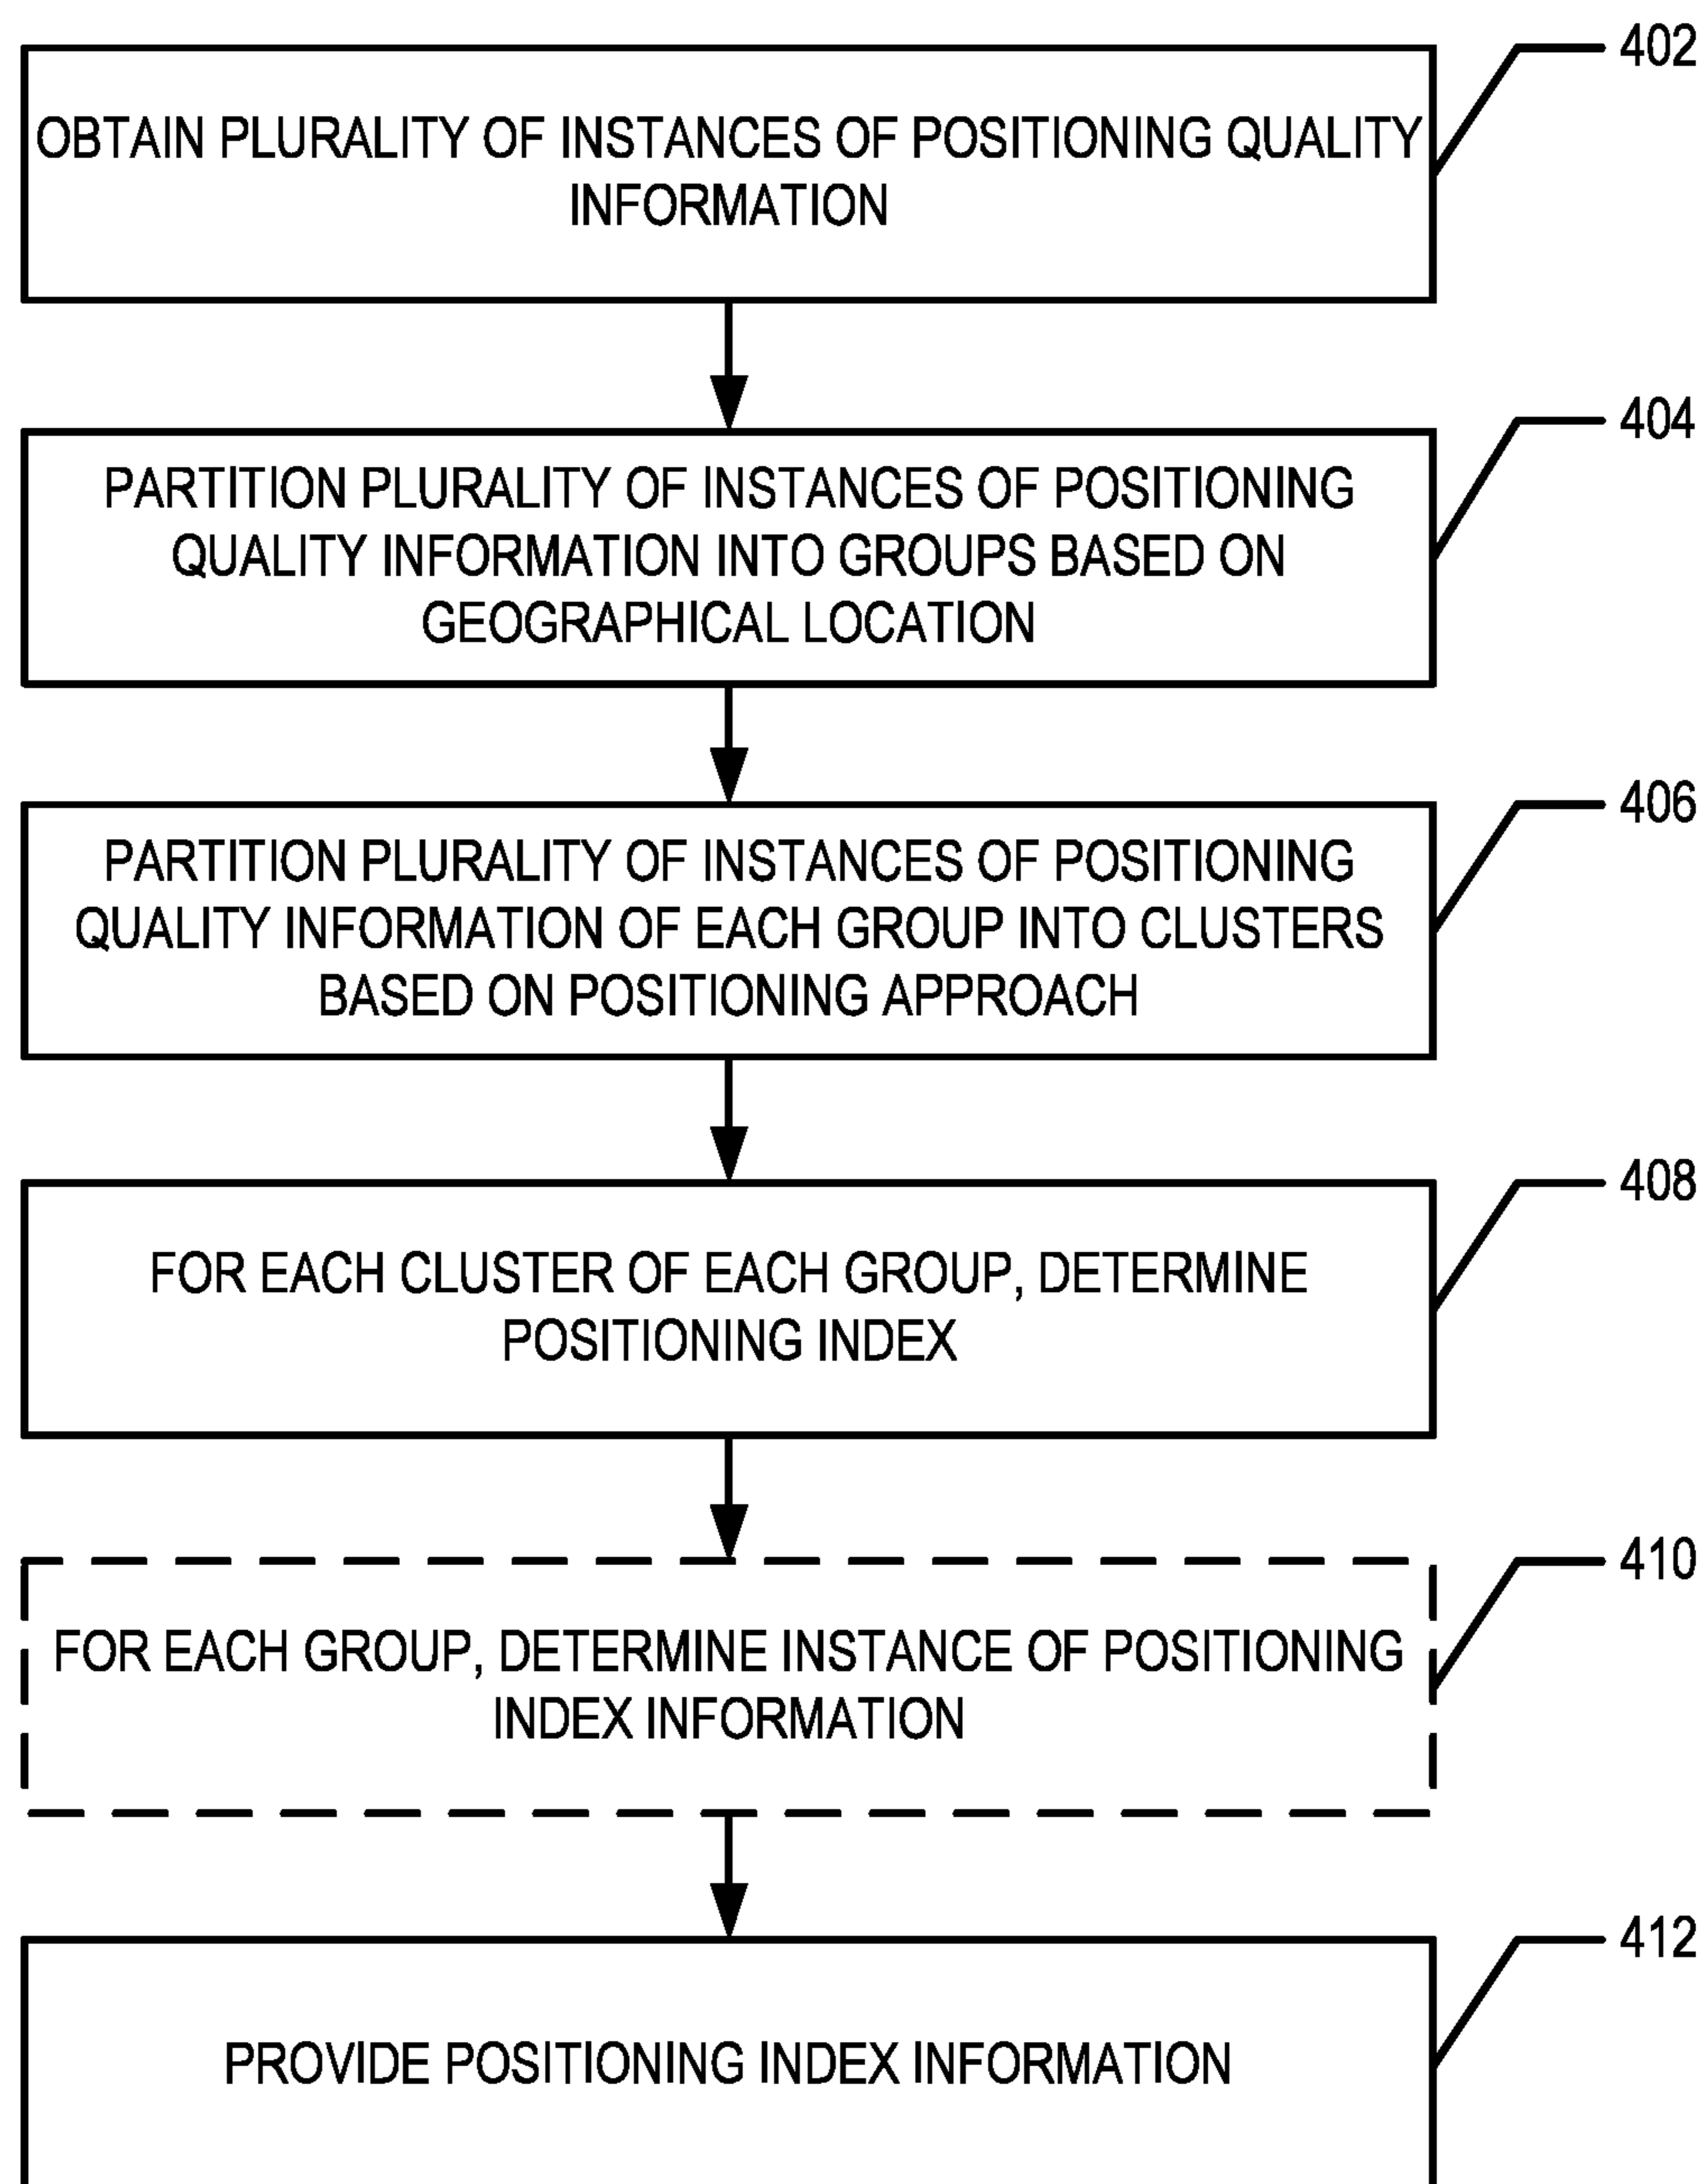 402
OBTAIN PLURALITY OF INSTANCES OF POSITIONING QUALITY
INFORMATION
404
PARTITION PLURALITY OF INSTANCES OF POSITIONING
QUALITY INFORMATION INTO GROUPS BASED ON
GEOGRAPHICAL LOCATION
406
PARTITION PLURALITY OF INSTANCES OF POSITIONING
QUALITY INFORMATION OF EACH GROUP INTO CLUSTERS
BASED ON POSITIONING APPROACH
408
FOR EACH CLUSTER OF EACH GROUP, DETERMINE
POSITIONING INDEX
410
FOR EACH GROUP, DETERMINE INSTANCE OF POSITIONING
INDEX INFORMATION
412
PROVIDE POSITIONING INDEX INFORMATION